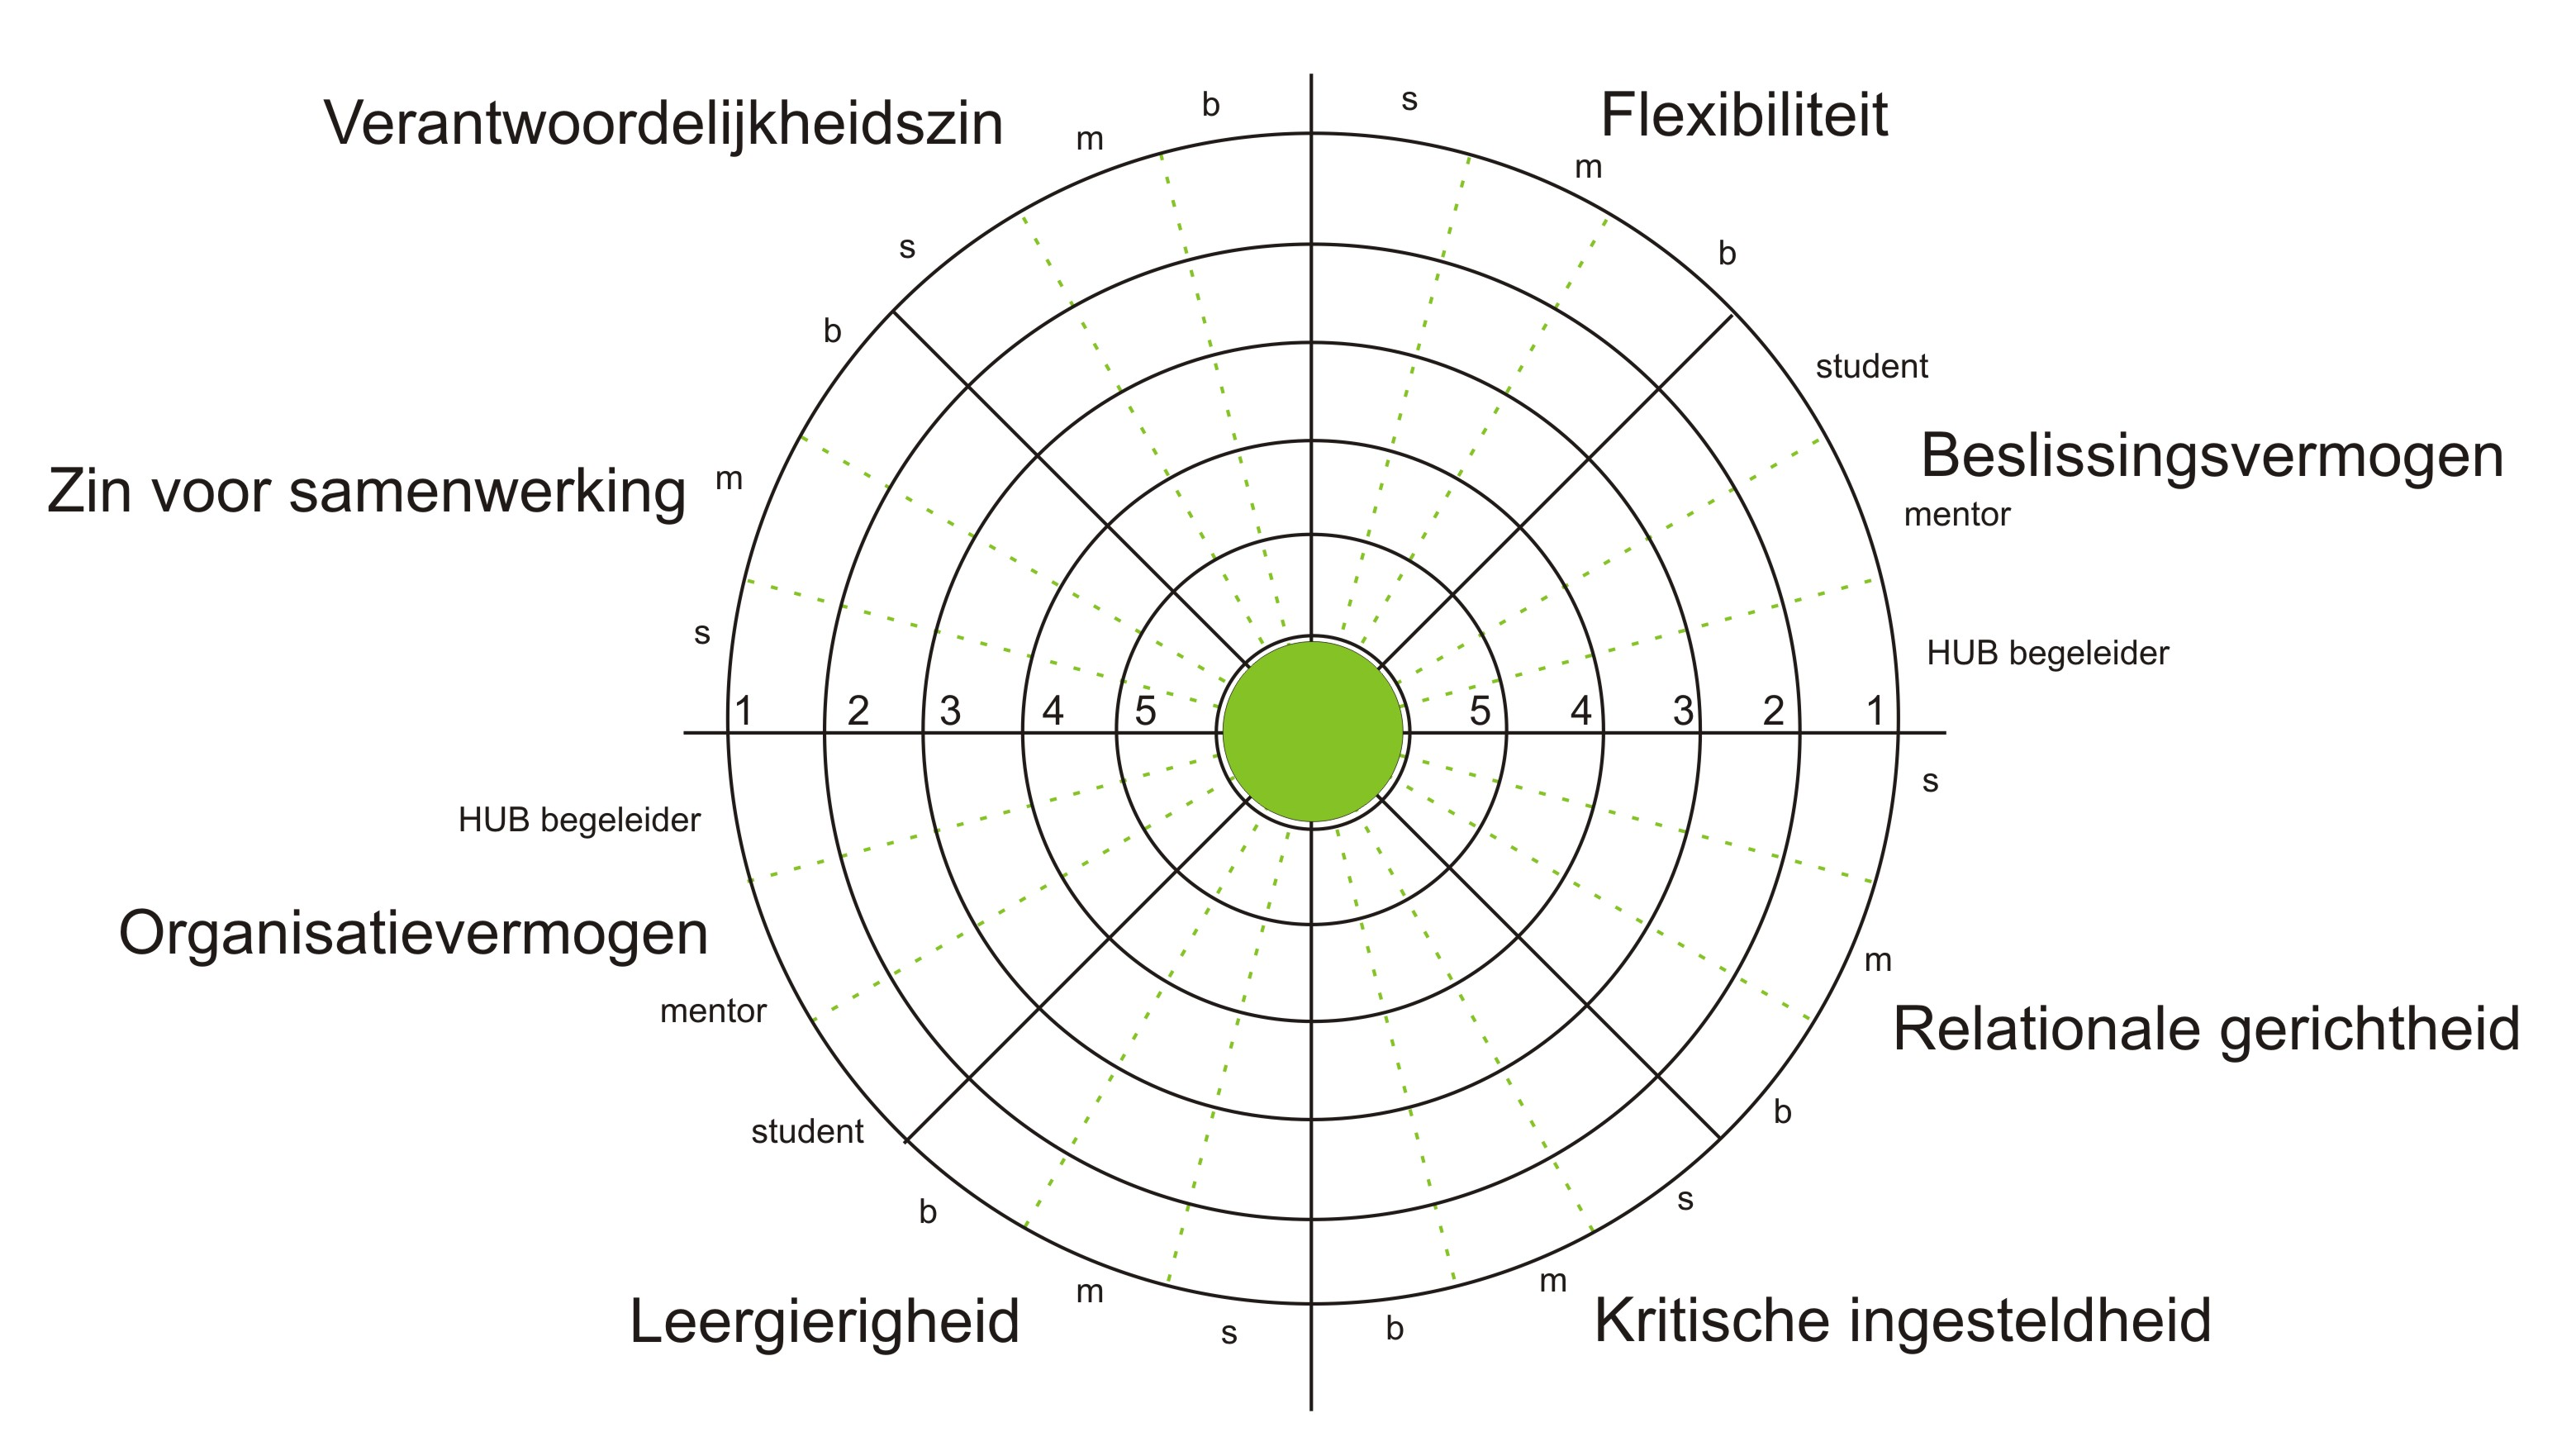 Verantwoordelijkheidszin
b
s
Flexibiliteit
m
m
s
b
b
student
Beslissingsvermogen
Zin voor samenwerking
m
mentor
s
HUB begeleider
1 2 3 4 5 5 4 3 2 1
s
HUB begeleider
Organisatievermogen
m
mentor
Relationale gerichtheid
student
b
b
s
m
m
Leergierigheid
s
b
Kritische ingesteldheid